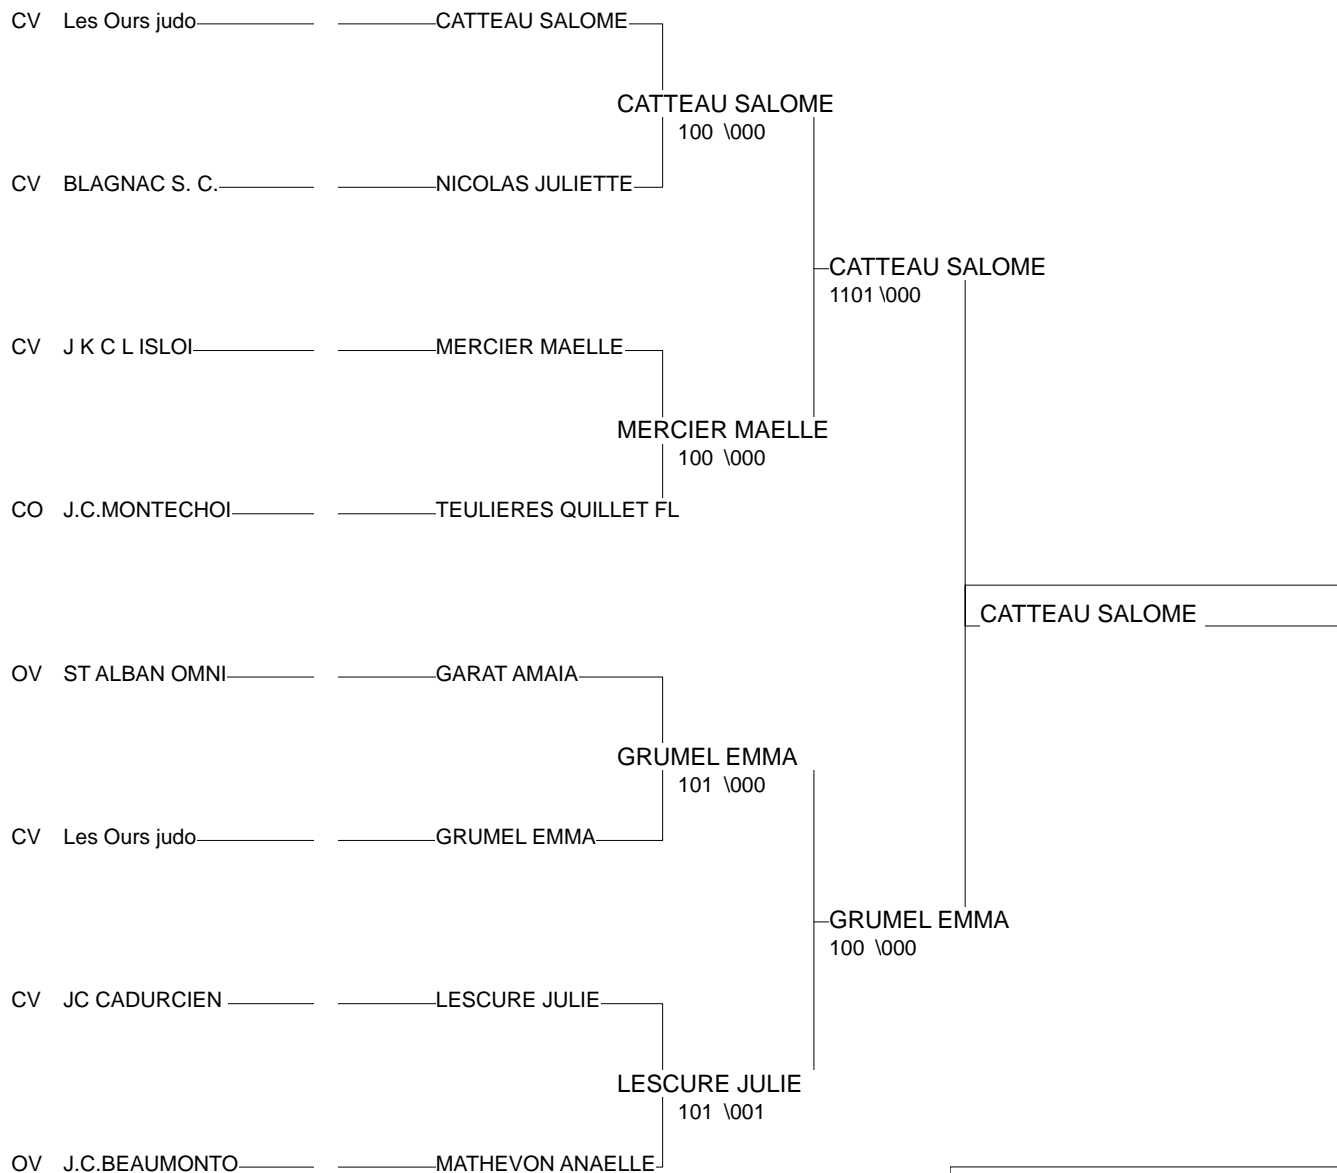 CV Les Ours judo CATTEAU SALOME
CATTEAU SALOME
100 \000
CV BLAGNAC S. C. NICOLAS JULIETTE
CATTEAU SALOME
1101 \000
CV J K C L ISLOI MERCIER MAELLE
MERCIER MAELLE
100 \000
CO J.C.MONTECHOI TEULIERES QUILLET FL
CATTEAU SALOME
OV ST ALBAN OMNI GARAT AMAIA
GRUMEL EMMA
101 \000
CV Les Ours judo GRUMEL EMMA
GRUMEL EMMA
100 \000
CV JC CADURCIEN LESCURE JULIE
LESCURE JULIE
101 \001
OV J.C.BEAUMONTO MATHEVON ANAELLE